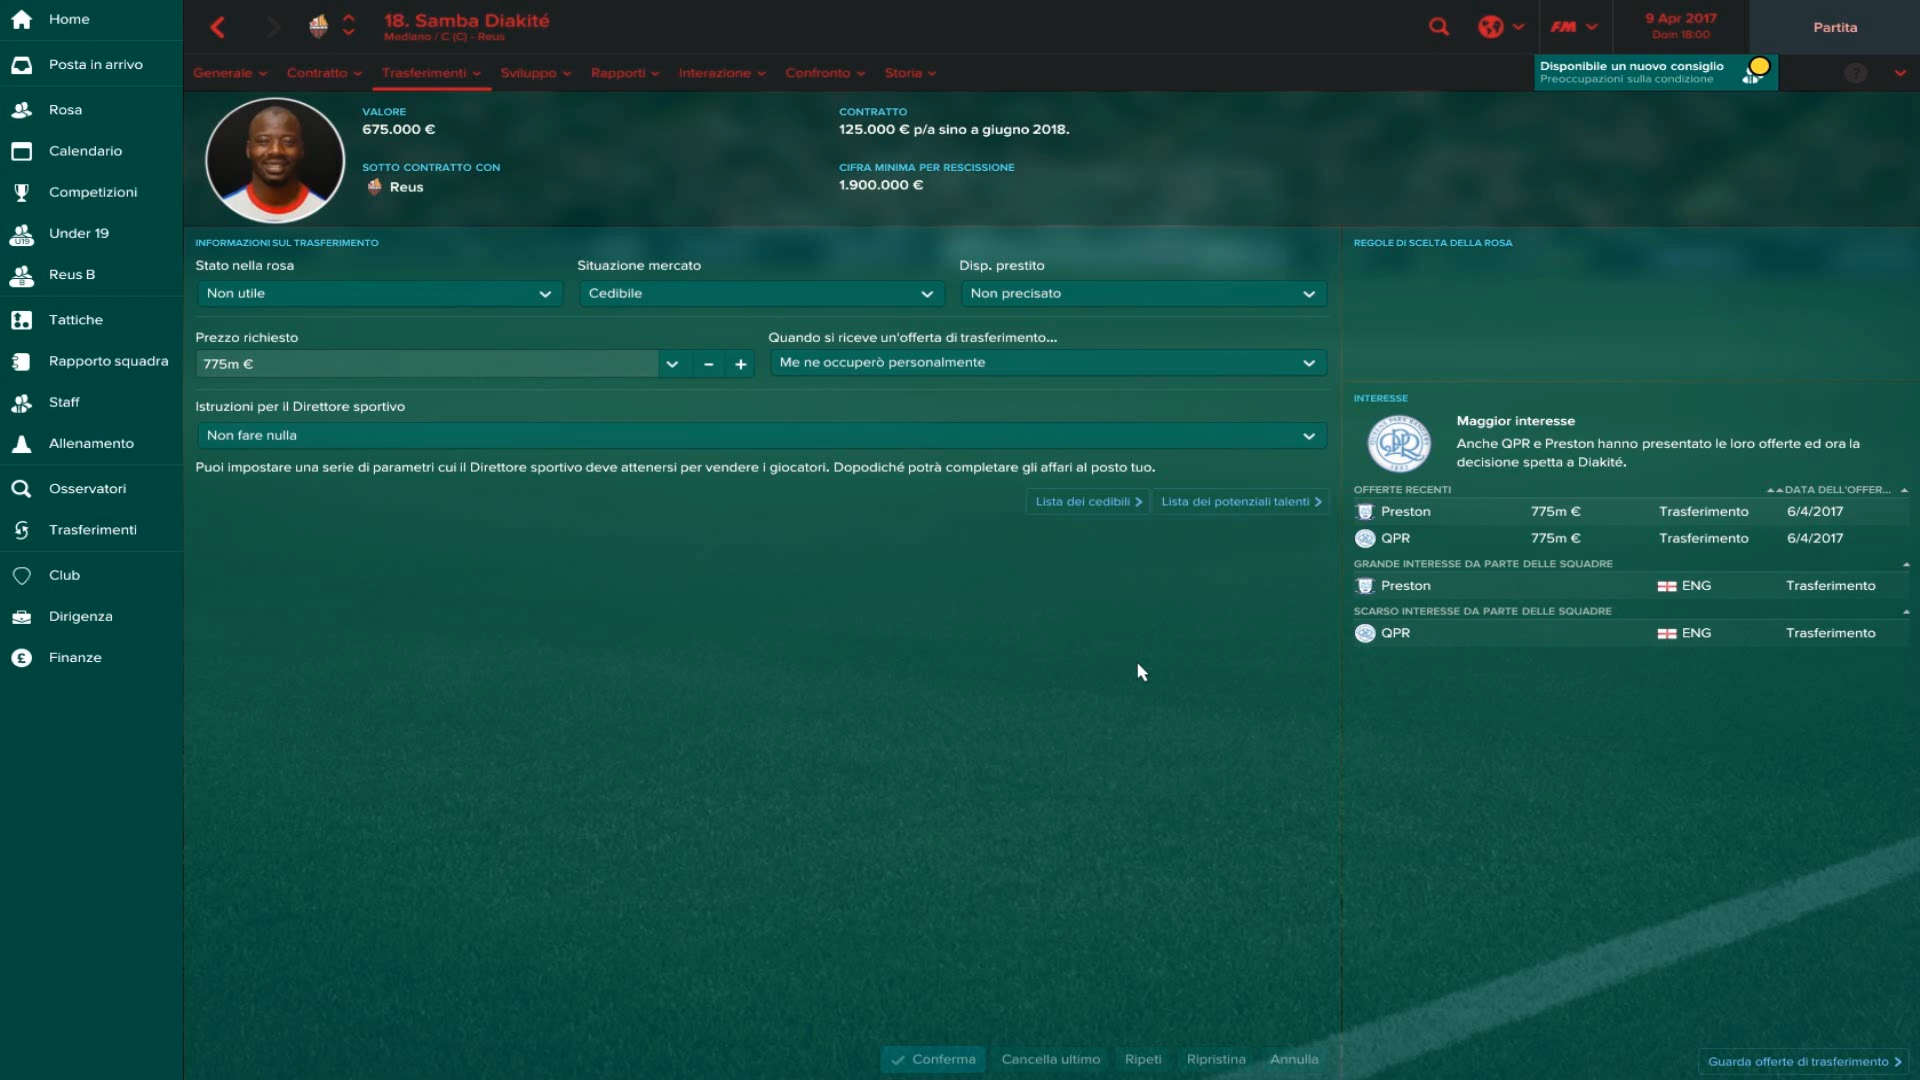 Home
Posta in arrivo
Rosa
Calendario
Competizioni
Under 19
Reus B
Tattiche
Rapporto squadra
Staff
Allenamento
Osservatori
Trasferimenti
Club
Dirigenza
Finanze
18. Samba Diakité
Mediano / C (C) - Reus
FM
9 Apr 2017
Dom 18:00
Partita
Generale
Contratto
Trasferimenti
Sviluppo
Rapporti
Interazione
Confronto
Storia
Disponibile un nuovo consiglio
Preoccupazioni sulla condizione
VALORE
675.000 €
SOTTO CONTRATTO CON
Reus
CONTRATTO
125.000 € p/a sino a giugno 2018.
CIFRA MINIMA PER RESCISSIONE
1.900.000 €
INFORMAZIONI SUL TRASFERIMENTO
Stato nella rosa
Non utile
Situazione mercato
Cedibile
Disp. prestito
Non precisato
Prezzo richiesto
775m €
Quando si riceve un'offerta di trasferimento...
Me ne occuperò personalmente
Istruzioni per il Direttore sportivo
Non fare nulla
Puoi impostare una serie di parametri cui il Direttore sportivo deve attenersi per vendere i giocatori. Dopodiché potrà completare gli affari al posto tuo.
Lista dei cedibili
Lista dei potenziali talenti
REGOLE DI SCELTA DELLA ROSA
INTERESSE
Maggior interesse
Anche QPR e Preston hanno presentato le loro offerte ed ora la
decisione spetta a Diakité.
OFFERTE RECENTI DATA DELL'OFFER...
Preston 775m € Trasferimento 6/4/2017
QPR 775m € Trasferimento 6/4/2017
GRANDE INTERESSE DA PARTE DELLE SQUADRE
Preston ENG Trasferimento
SCARSO INTERESSE DA PARTE DELLE SQUADRE
QPR ENG Trasferimento
Conferma
Cancella ultimo
Ripeti
Ripristina
Annulla
Guarda offerte di trasferimento